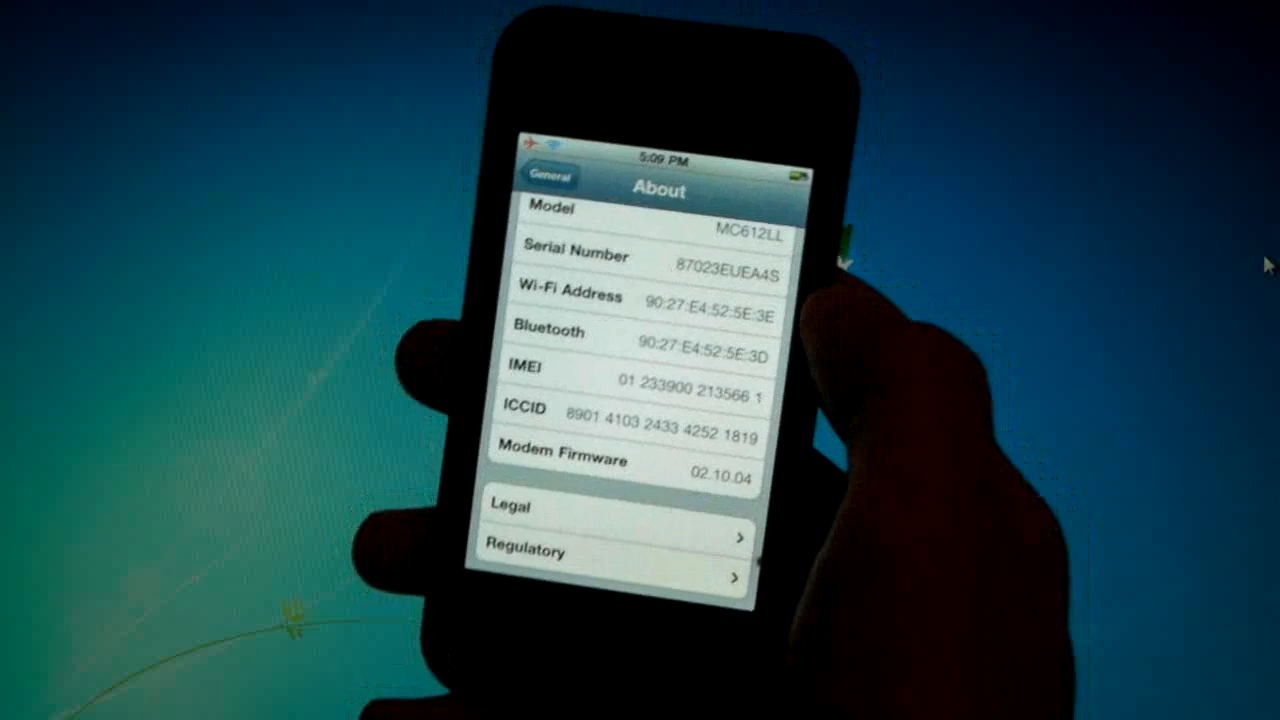 5:09 PM
General
About
Model MC612LL
Serial Number 87023EUEA4S
Wi-Fi Address 90:27:E4:52:5E:3E
Bluetooth 90:27:E4:52:5E:3D
IMEI 01 233900 213566 1
ICCID 8901 4103 2433 4252 1819
Modem Firmware 02.10.04
Legal
Regulatory